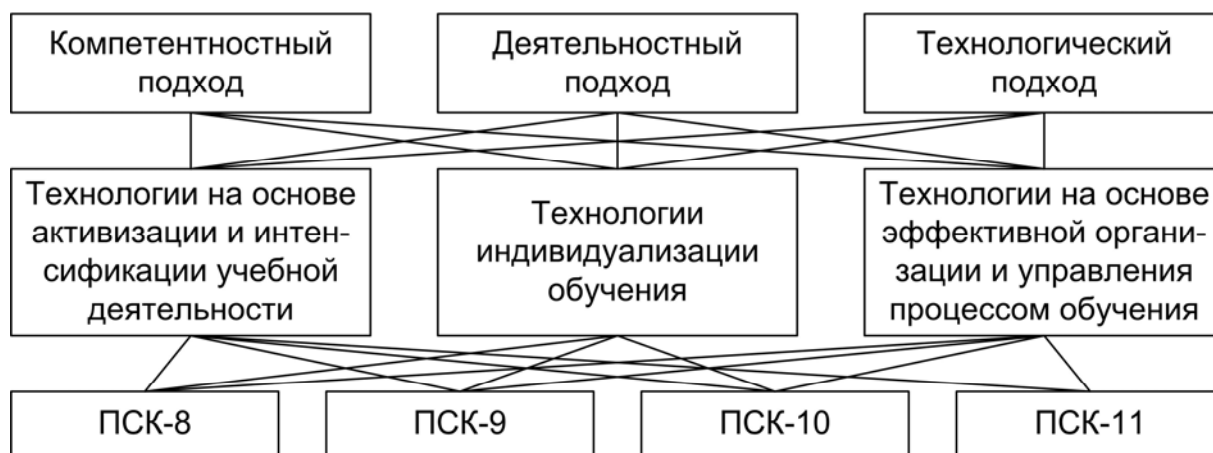 Компетентностный
подход
Деятельностный
подход
Технологический
подход
Технологии на основе
активизации и интен-
сификации учебной
деятельности
Технологии
индивидуализации
обучения
Технологии на основе
эффективной органи-
зации и управления
процессом обучения
ПСК-8
ПСК-9
ПСК-10
ПСК-11